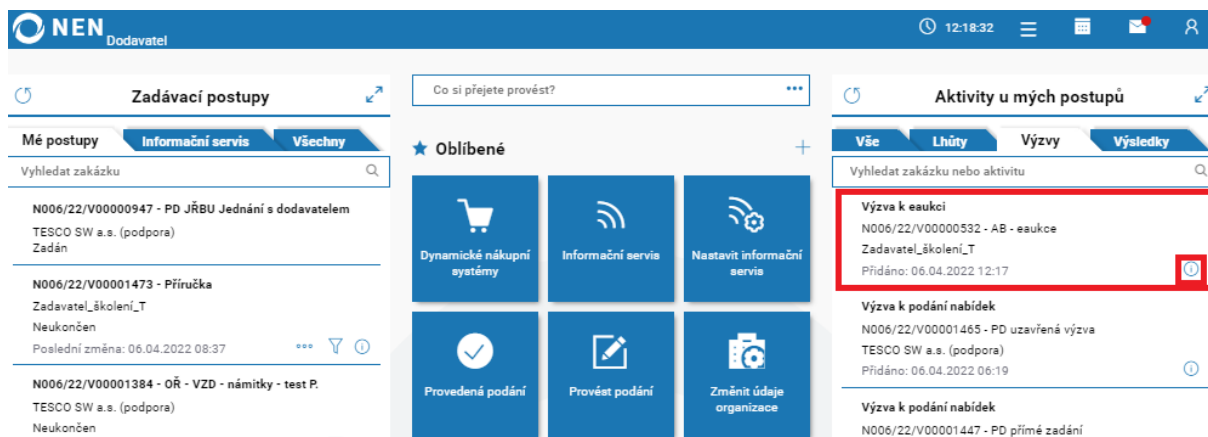 NEN
Dodavatel
12:18:32
Zadávací postupy
Mé postupy
Informační servis
Všechny
Vyhledat zakázku
N006/22/V00000947 - PD JŘBU Jednání s dodavatelem
TESCO SW a.s. (podpora)
Zadán
N006/22/V00001473 - Příručka
Zadavatel_školení_T
Neukončen
Poslední změna: 06.04.2022 08:37
N006/22/V00001384 - OŘ - VZD - námitky - test P.
TESCO SW a.s. (podpora)
Neukončen
Co si přejete provést?
Oblíbené
Dynamické nákupní
systémy
Informační servis
Nastavit informační
servis
Provedená podání
Provést podání
Změnit údaje
organizace
Aktivity u mých postupů
Vše
Lhůty
Výzvy
Výsledky
Vyhledat zakázku nebo aktivitu
Výzva k eaukci
N006/22/V00000532 - AB - eaukce
Zadavatel_školení_T
Přidáno: 06.04.2022 12:17
Výzva k podání nabídek
N006/22/V00001465 - PD uzavřená výzva
TESCO SW a.s. (podpora)
Přidáno: 06.04.2022 06:19
Výzva k podání nabídek
N006/22/V00001447 - PD přímé zadání